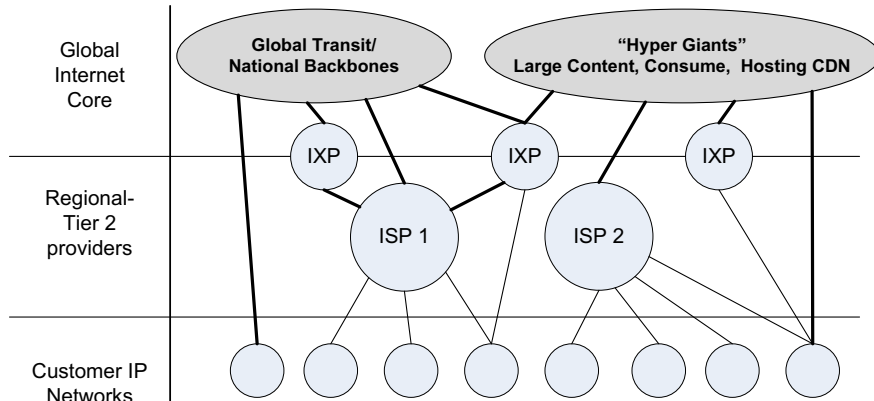 Global
Internet
Core
Global Transit/
National Backbones
“Hyper Giants”
Large Content, Consume, Hosting CDN
IXP
IXP
IXP
Regional-
Tier 2
providers
ISP 1
ISP 2
Customer IP
Networks